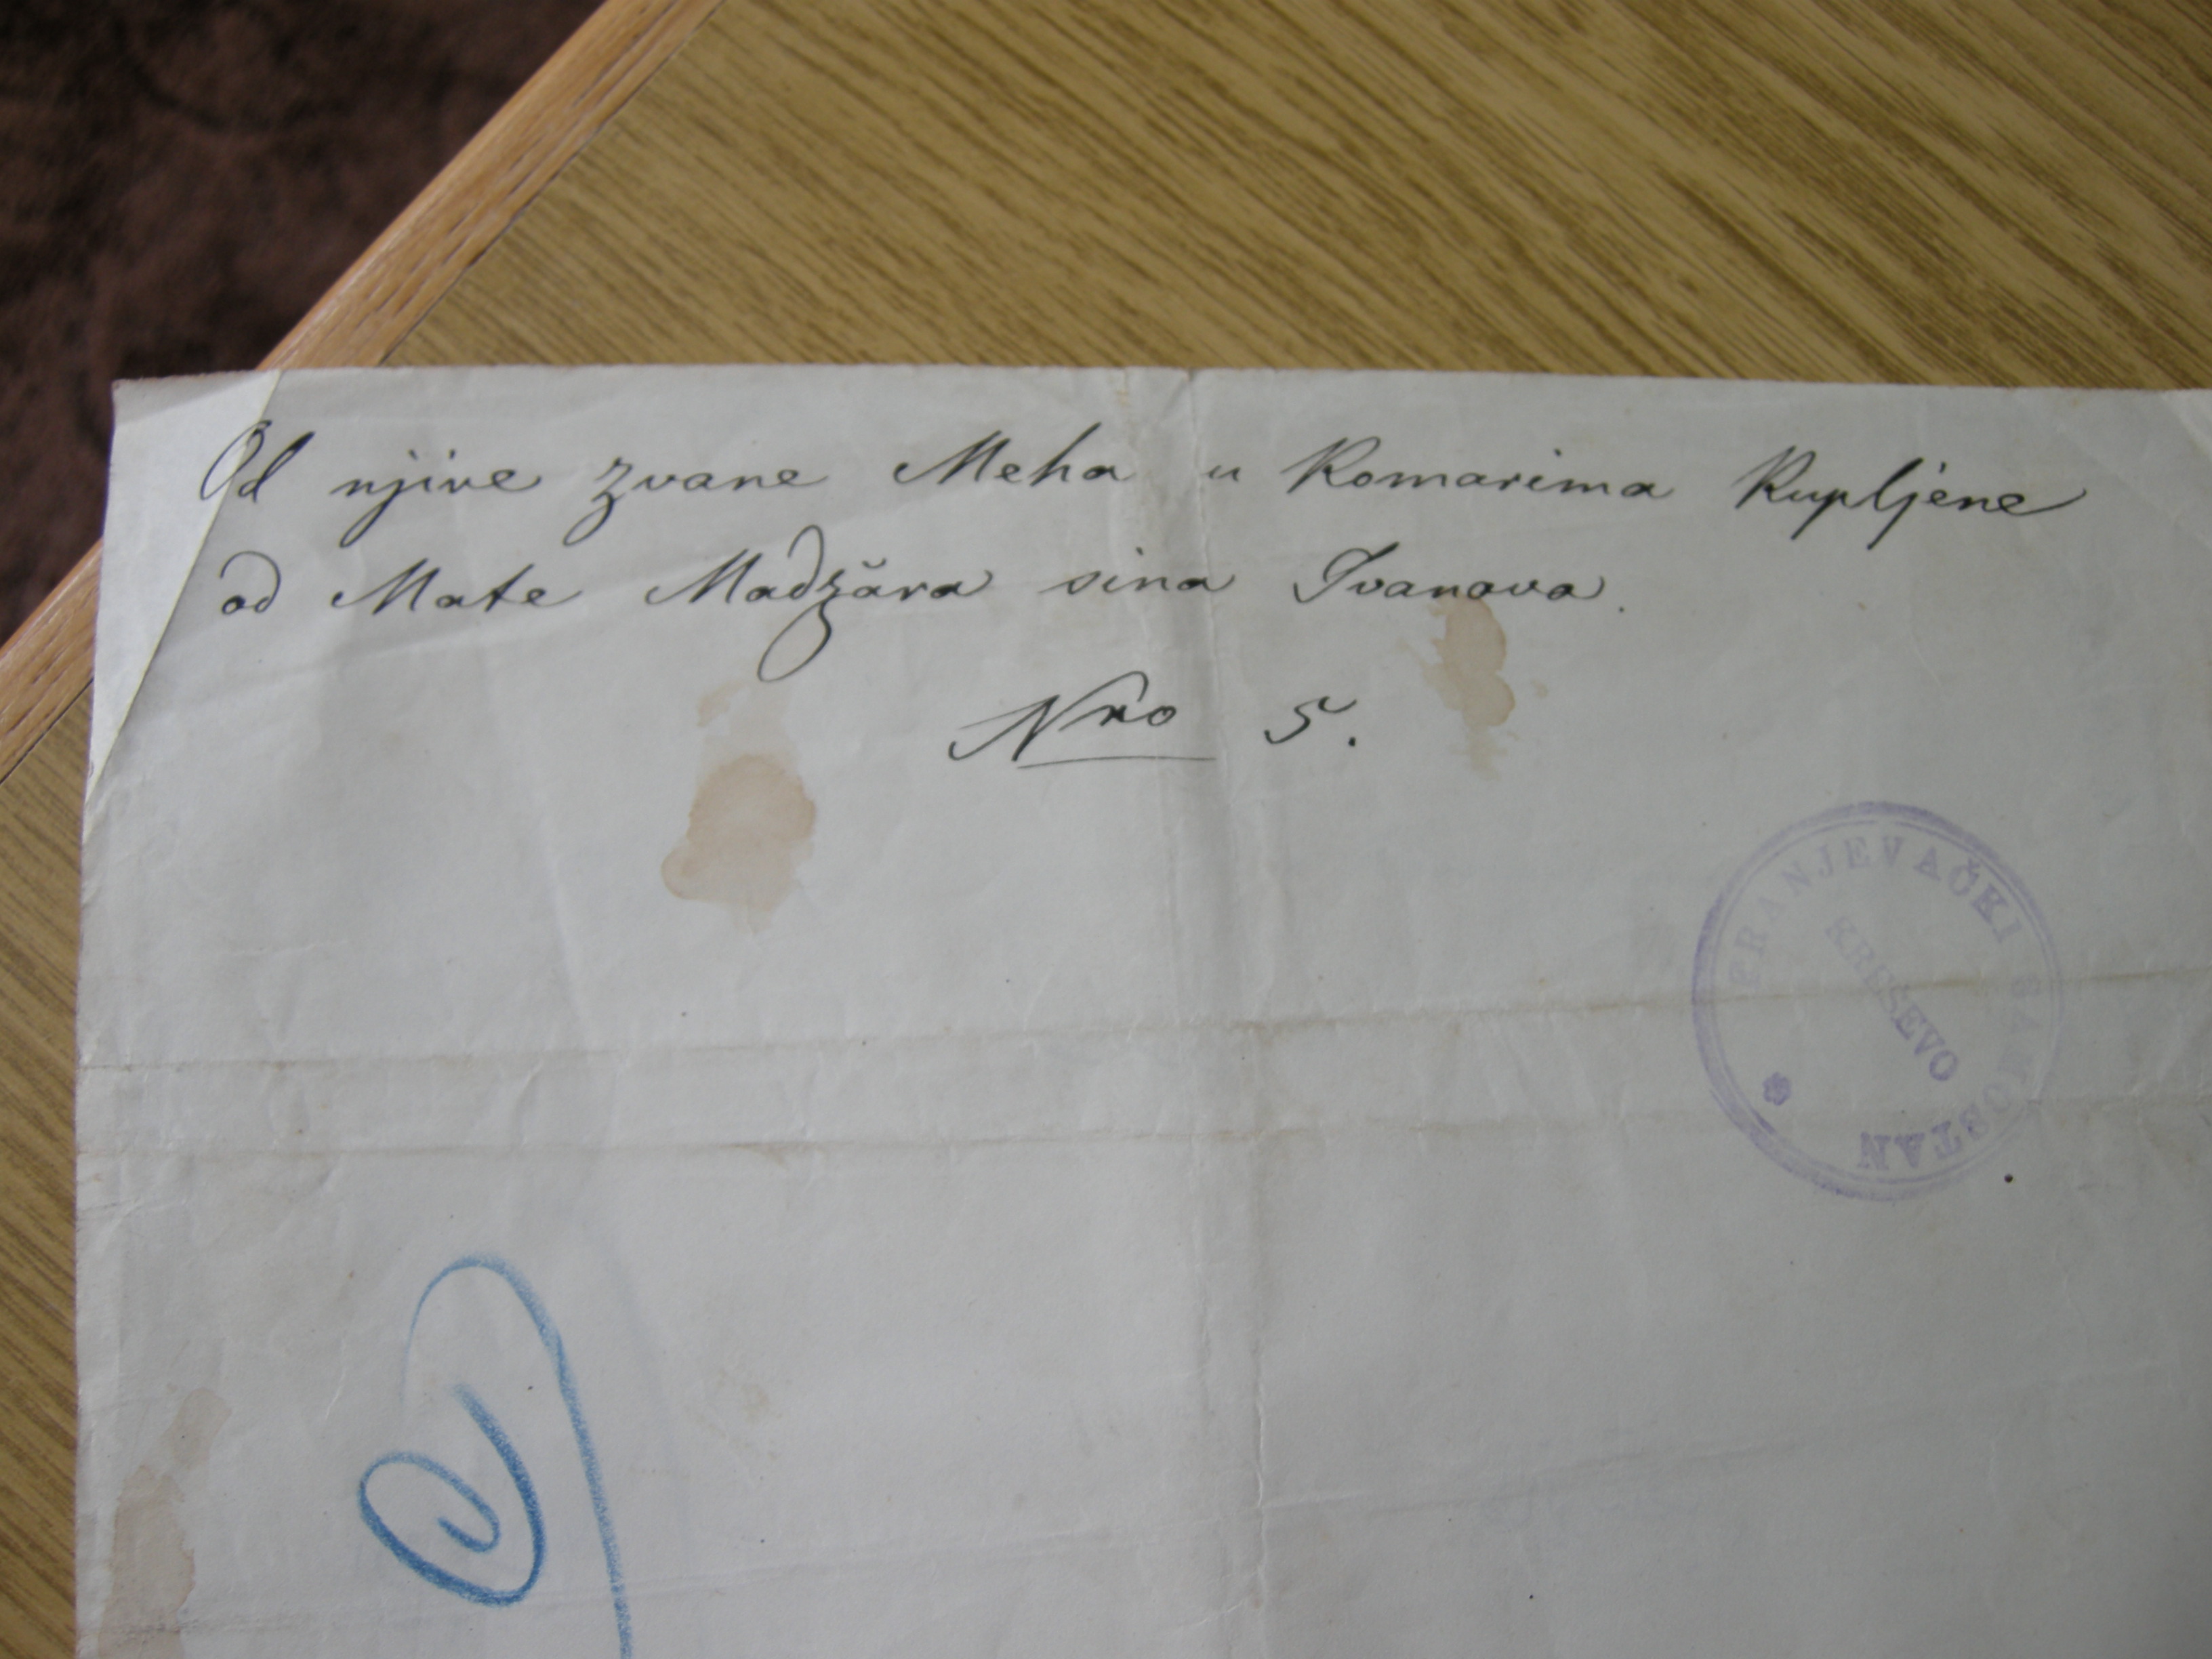 Od njive zvane Meha u Komarima Kupljene
od Mate Madžara sina Ivanova.
Nro 5.
FRANJEVAČKI SAMOSTAN
KREŠEVO